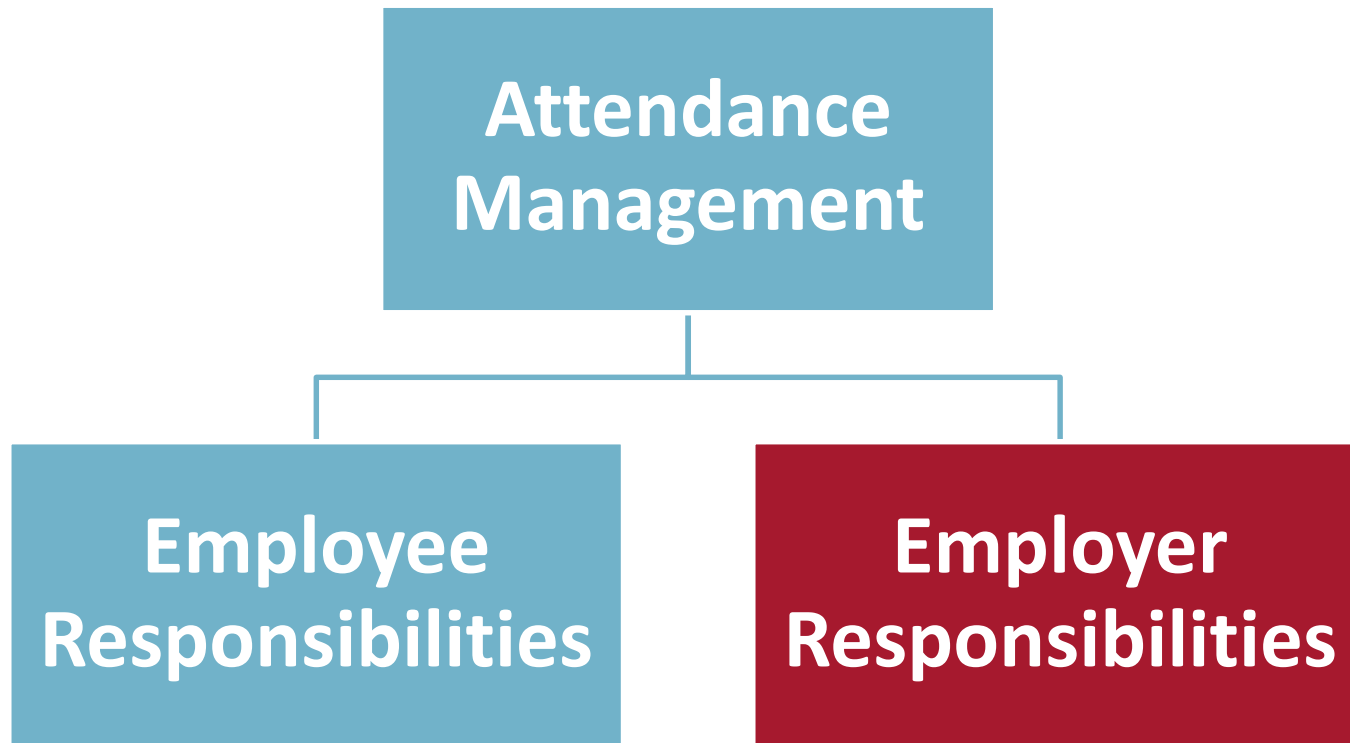 Attendance
Management
Employee
Responsibilities
Employer
Responsibilities